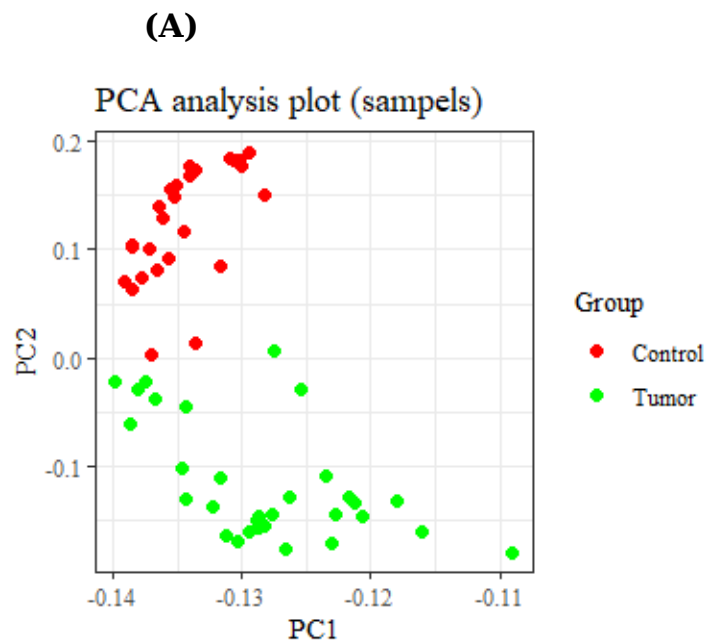 (A)
PCA analysis plot (sampels)
0.2
0.1
0.0
-0.1
PC2
-0.14
-0.13
-0.12
-0.11
PC1
Group
Control
Tumor